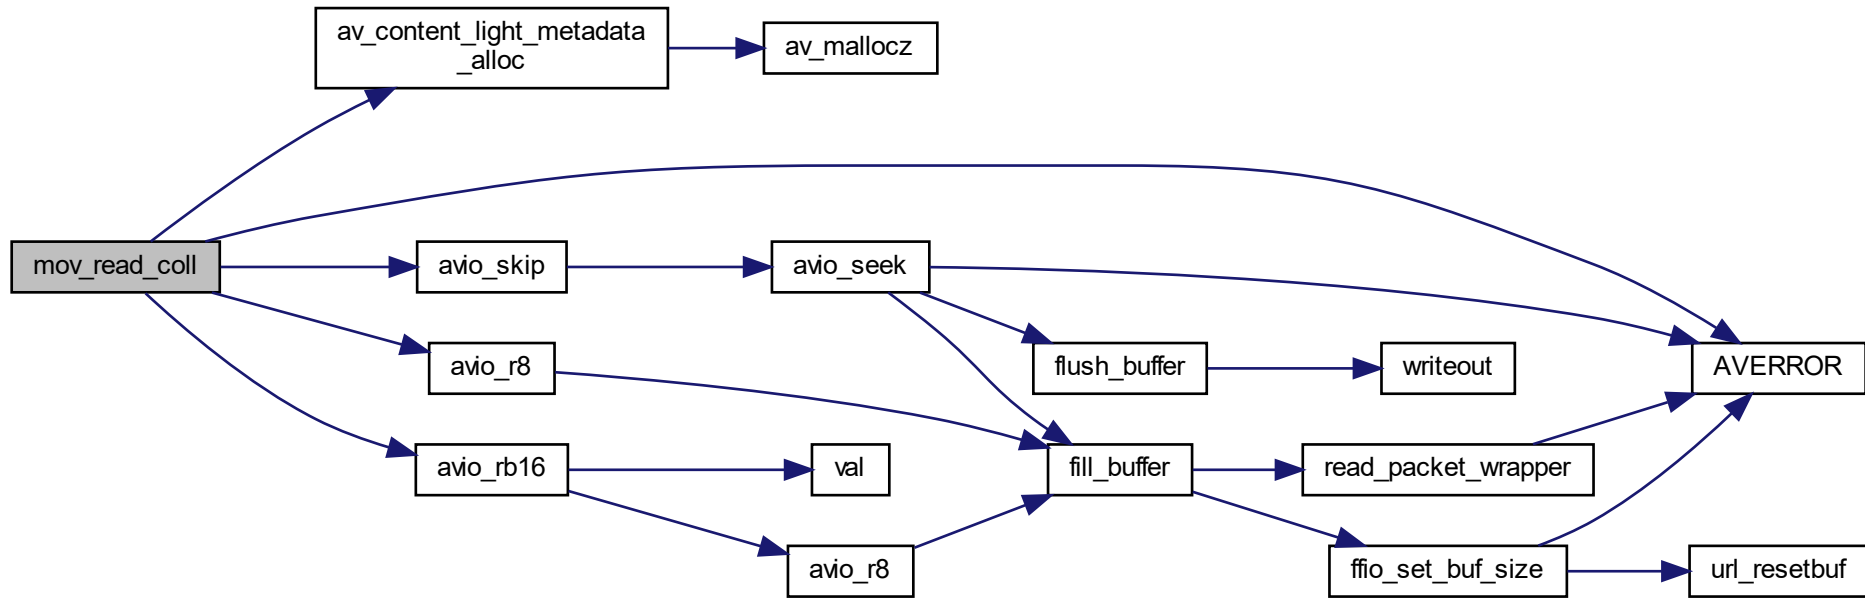 av_content_light_metadata
_alloc
av_mallocz
mov_read_coll
avio_skip
avio_seek
avio_r8
flush_buffer
writeout
AVERROR
avio_rb16
val
fill_buffer
read_packet_wrapper
avio_r8
ffio_set_buf_size
url_resetbuf